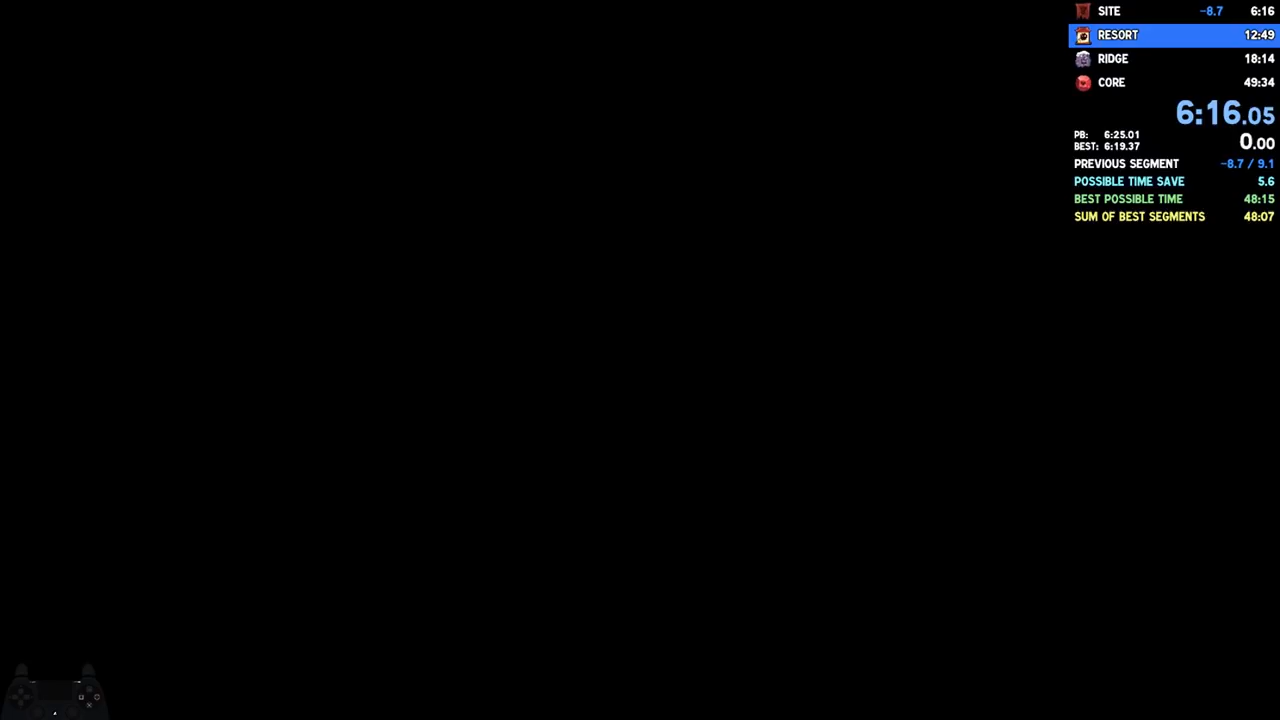 SITE -8.7 6:16
RESORT 12:49
RIDGE 18:14
CORE 49:34
6:16.05
PB: 6:25.01
BEST: 6:19.37
0.00
PREVIOUS SEGMENT -8.7 / 9.1
POSSIBLE TIME SAVE 5.6
BEST POSSIBLE TIME 48:15
SUM OF BEST SEGMENTS 48:07